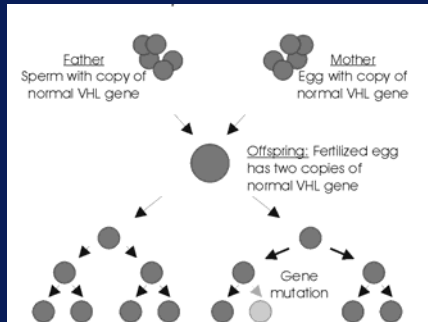 Father
Sperm with copy of
normal VHL gene
Mother
Egg with copy of
normal VHL gene
Offspring: Fertilized egg
has two copies of
normal VHL gene
Gene
mutation